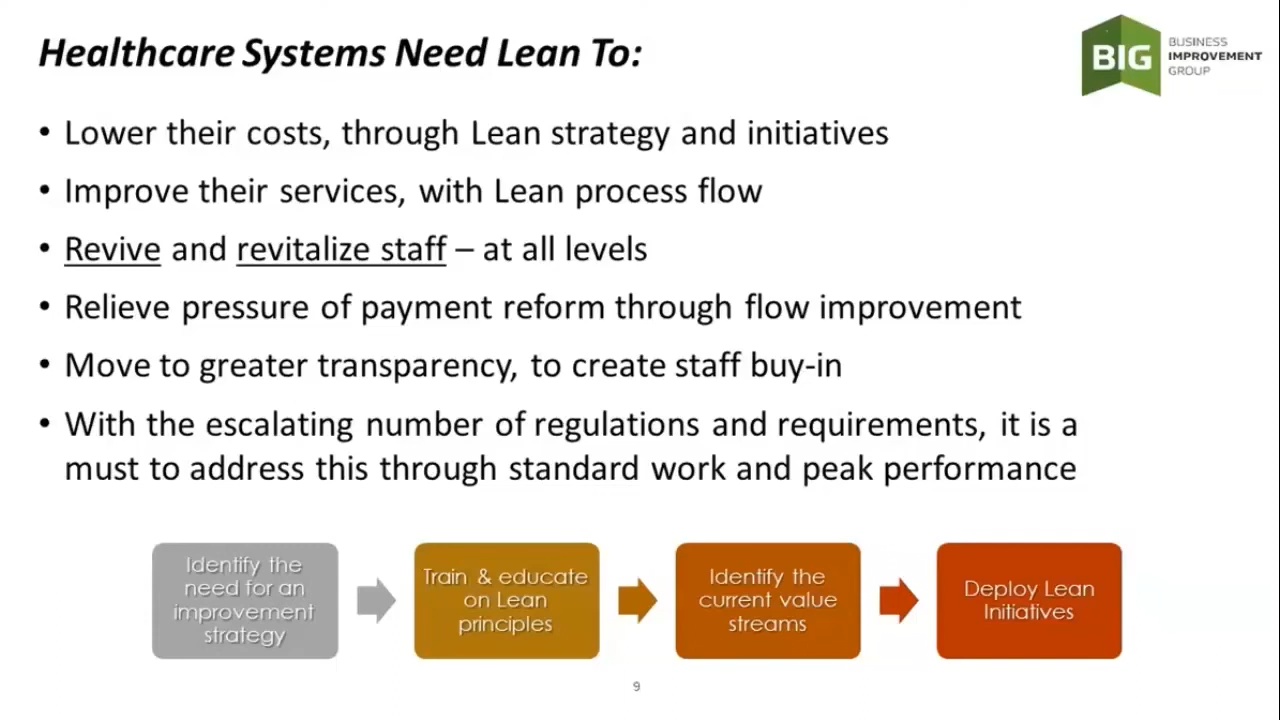 Healthcare Systems Need Lean To:
BIG
BUSINESS
IMPROVEMENT
GROUP
• Lower their costs, through Lean strategy and initiatives
• Improve their services, with Lean process flow
• Revive and revitalize staff – at all levels
• Relieve pressure of payment reform through flow improvement
• Move to greater transparency, to create staff buy-in
• With the escalating number of regulations and requirements, it is a
must to address this through standard work and peak performance
Identify the
need for an
improvement
strategy
Train & educate
on Lean
principles
Identify the
current value
streams
Deploy Lean
Initiatives
9